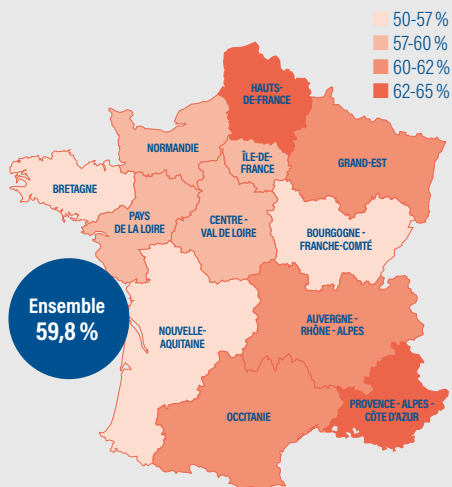 50-57 %
57-60 %
60-62 %
62-65 %
HAUTS-
DE-FRANCE
NORMANDIE
ÎLE-DE-
FRANCE
GRAND-EST
BRETAGNE
PAYS
DE LA LOIRE
CENTRE -
VAL DE LOIRE
BOURGOGNE -
FRANCHE-COMTÉ
Ensemble
59,8 %
NOUVELLE-
AQUITAINE
AUVERGNE -
RHÔNE - ALPES
OCCITANIE
PROVENCE - ALPES -
CÔTE D'AZUR